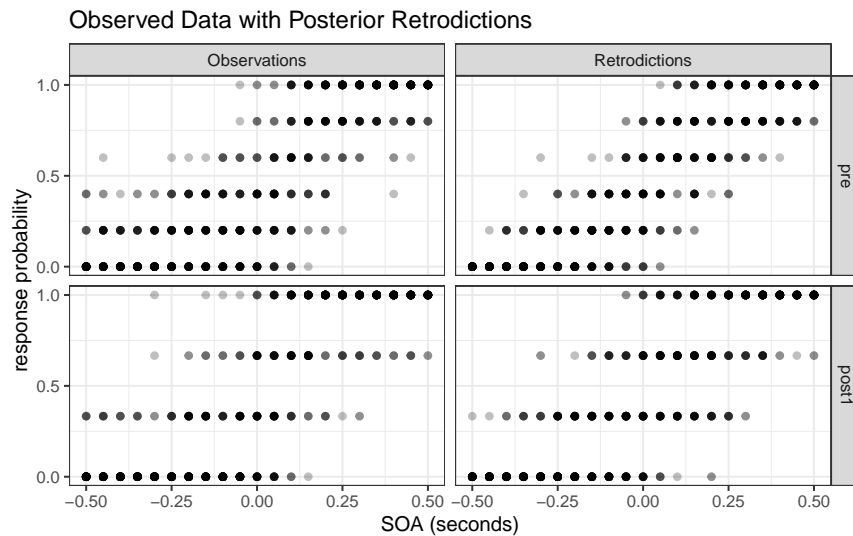 Observed Data with Posterior Retrodictions
Observations
Retrodictions
response probability
1.0
0.5
0.0
pre
1.0
0.5
0.0
post1
−0.50 −0.25 0.00 0.25 0.50
−0.50 −0.25 0.00 0.25 0.50
SOA (seconds)